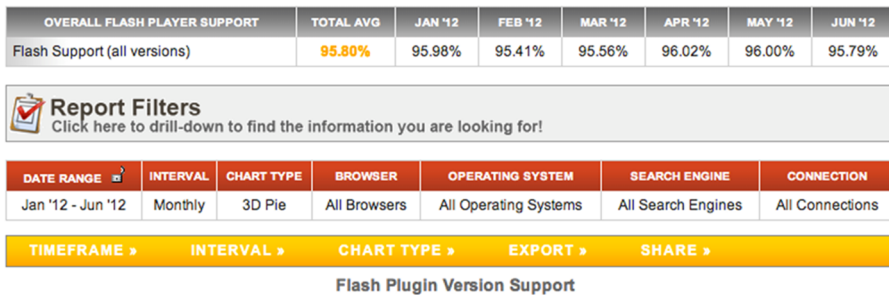 OVERALL FLASH PLAYER SUPPORT TOTAL AVG JAN '12 FEB '12 MAR '12 APR '12 MAY '12 JUN '12
Flash Support (all versions) 95.80% 95.98% 95.41% 95.56% 96.02% 96.00% 95.79%
Report Filters
Click here to drill-down to find the information you are looking for!
DATE RANGE INTERVAL CHART TYPE BROWSER OPERATING SYSTEM SEARCH ENGINE CONNECTION
Jan '12 - Jun '12 Monthly 3D Pie All Browsers All Operating Systems All Search Engines All Connections
TIMEFRAME » INTERVAL » CHART TYPE » EXPORT » SHARE »
Flash Plugin Version Support